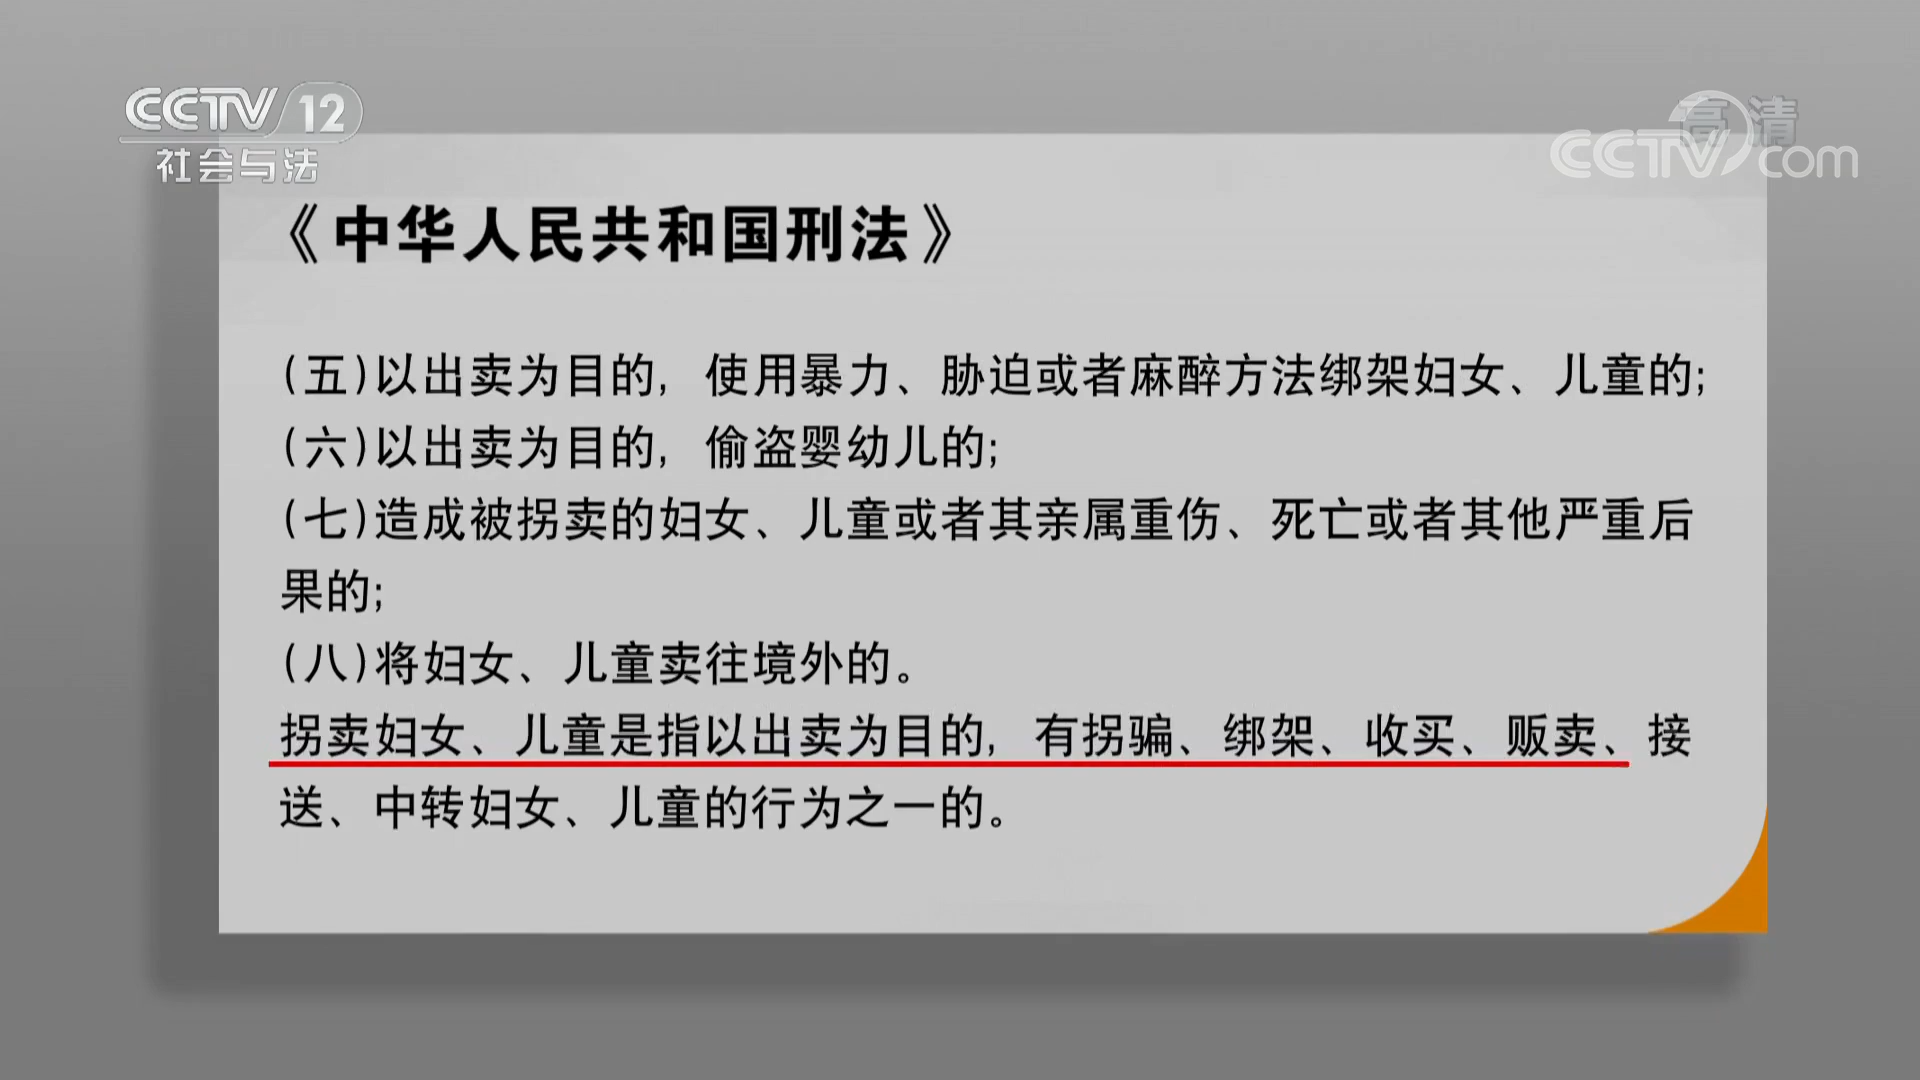 CCTV 12
社会与法
高清
CCTV.com
《中华人民共和国刑法》
(五)以出卖为目的，使用暴力、胁迫或者麻醉方法绑架妇女、儿童的;
(六)以出卖为目的，偷盗婴幼儿的;
(七)造成被拐卖的妇女、儿童或者其亲属重伤、死亡或者其他严重后
果的;
(八)将妇女、儿童卖往境外的。
拐卖妇女、儿童是指以出卖为目的，有拐骗、绑架、收买、贩卖、接
送、中转妇女、儿童的行为之一的。